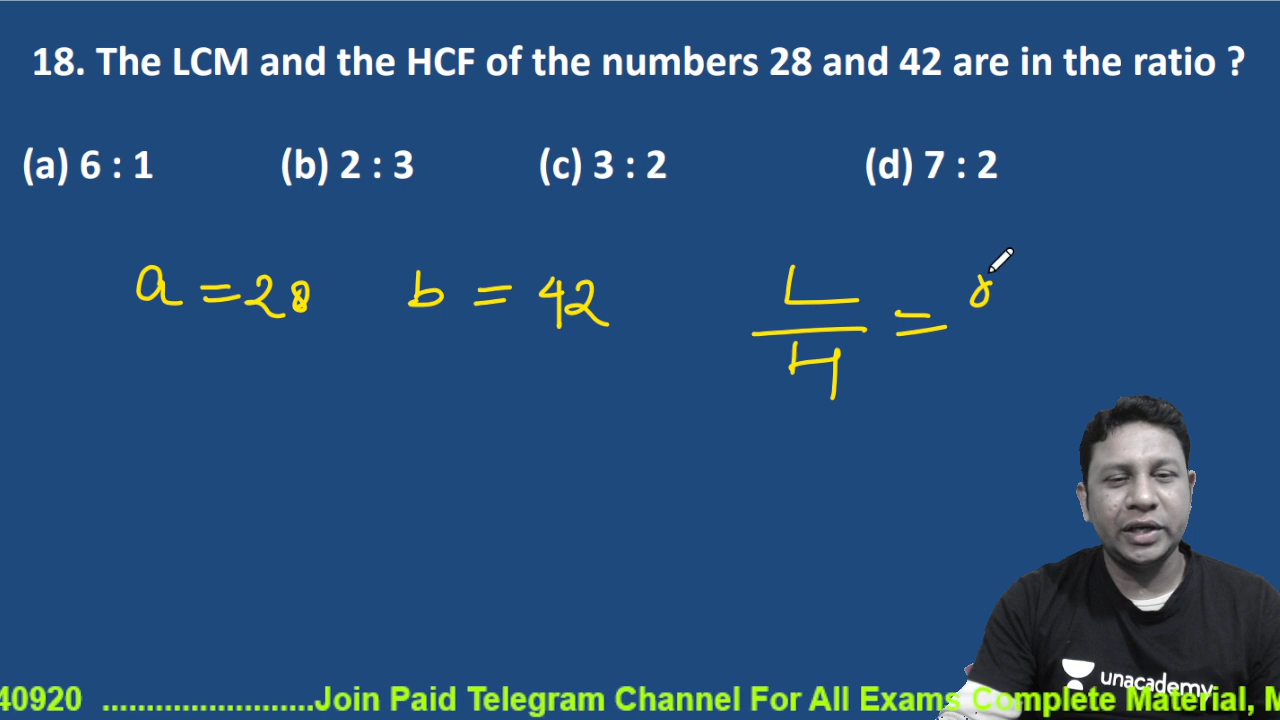 18. The LCM and the HCF of the numbers 28 and 42 are in the ratio ?
(a) 6 : 1 (b) 2 : 3 (c) 3 : 2 (d) 7 : 2
a = 28 b = 42 L/H =
unacademy
40920 .......................Join Paid Telegram Channel For All Exams Complete Material, M